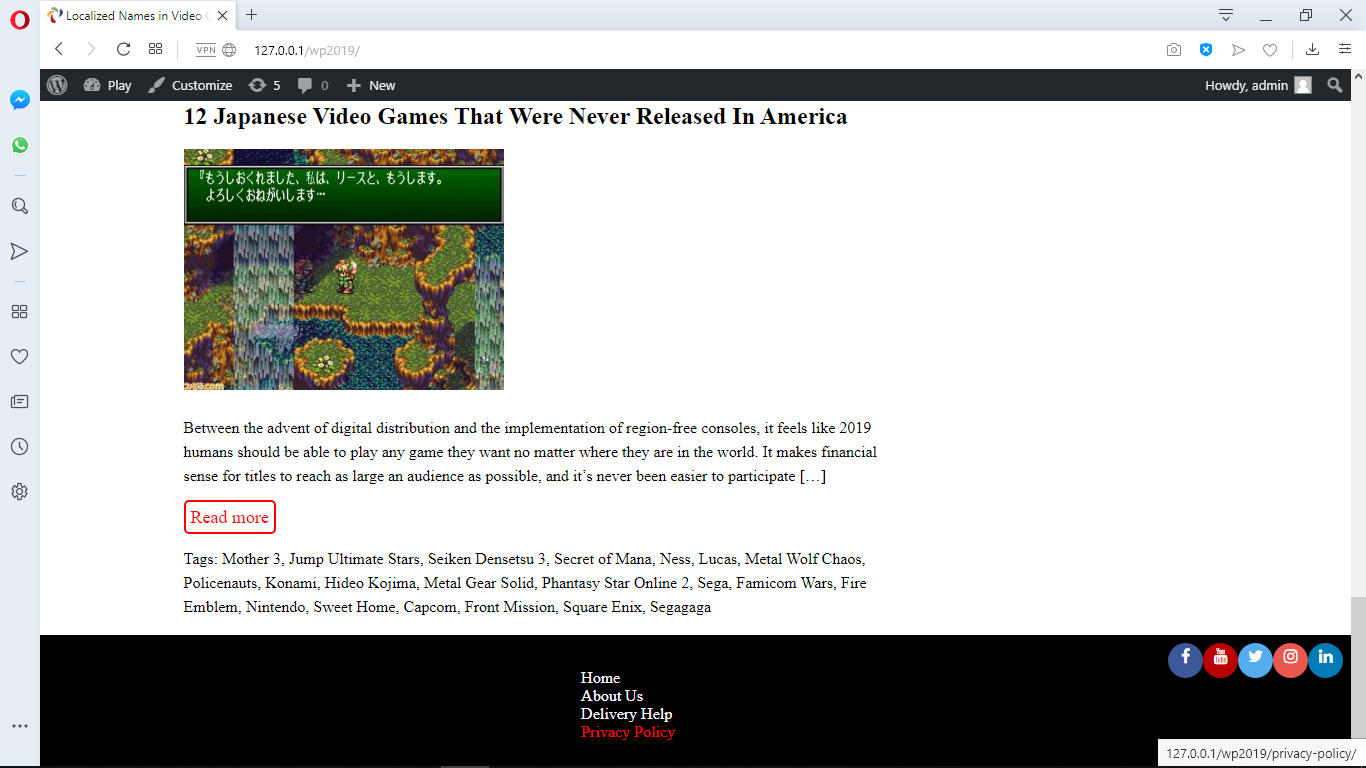 Localized Names in Video
VPN
127.0.0.1/wp2019/
Play
Customize
5
0
New
Howdy, admin
12 Japanese Video Games That Were Never Released In America
『もうしおくれました、私は、リースと、もうします。
よろしくおねがいします…
Between the advent of digital distribution and the implementation of region-free consoles, it feels like 2019
humans should be able to play any game they want no matter where they are in the world. It makes financial
sense for titles to reach as large an audience as possible, and it’s never been easier to participate […]
Read more
Tags: Mother 3, Jump Ultimate Stars, Seiken Densetsu 3, Secret of Mana, Ness, Lucas, Metal Wolf Chaos,
Policenauts, Konami, Hideo Kojima, Metal Gear Solid, Phantasy Star Online 2, Sega, Famicom Wars, Fire
Emblem, Nintendo, Sweet Home, Capcom, Front Mission, Square Enix, Segagaga
Home
About Us
Delivery Help
Privacy Policy
127.0.0.1/wp2019/privacy-policy/